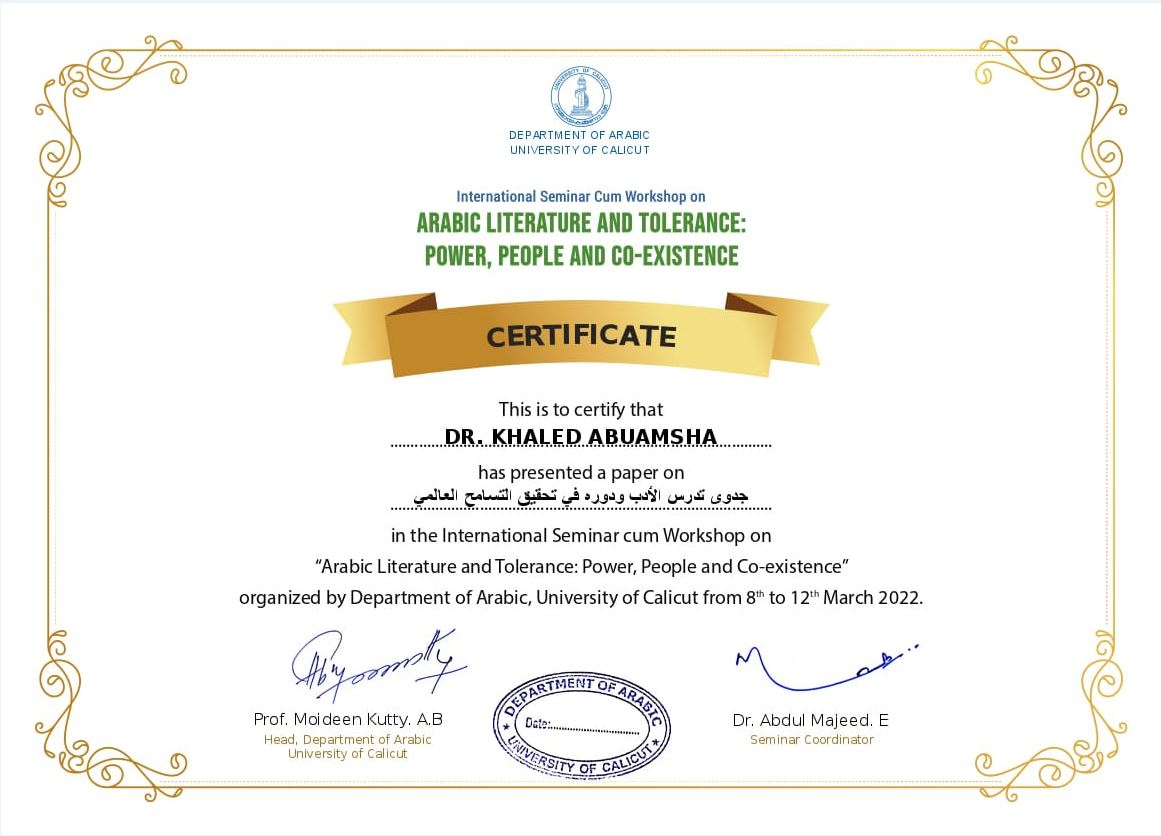 UNIVERSITY OF CALICUT
DEPARTMENT OF ARABIC
UNIVERSITY OF CALICUT
International Seminar Cum Workshop on
ARABIC LITERATURE AND TOLERANCE:
POWER, PEOPLE AND CO-EXISTENCE
CERTIFICATE
This is to certify that
DR. KHALED ABUAMSHA
has presented a paper on
جدوى تدرس الأدب ودوره في تحقيق التسامح العالمي
in the International Seminar cum Workshop on
“Arabic Literature and Tolerance: Power, People and Co-existence”
organized by Department of Arabic, University of Calicut from 8th to 12th March 2022.
Prof. Moideen Kutty. A.B
Head, Department of Arabic
University of Calicut
DEPARTMENT OF ARABIC
Date:
UNIVERSITY OF CALICUT
Dr. Abdul Majeed. E
Seminar Coordinator